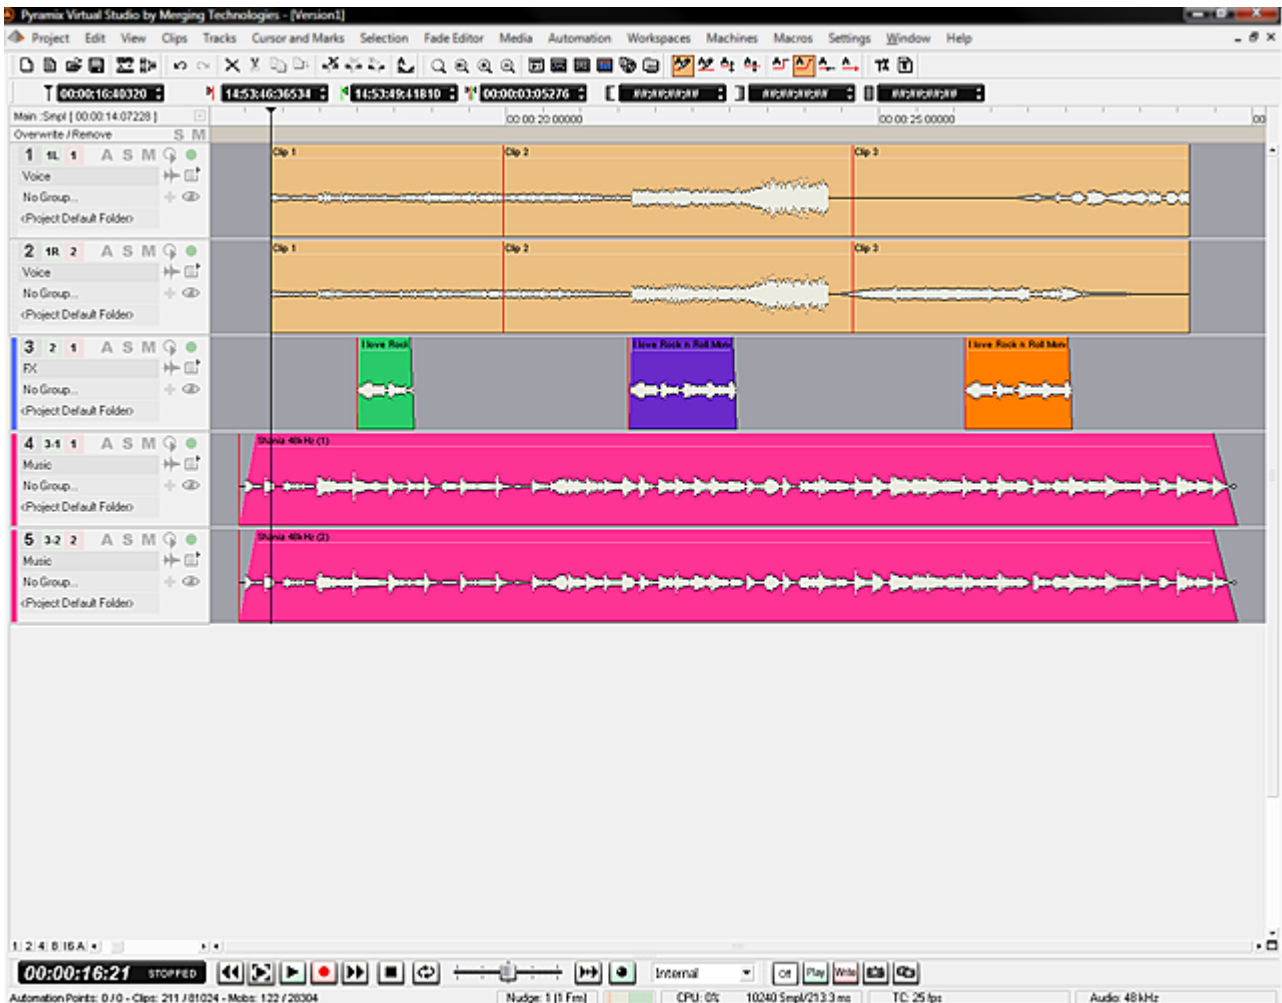 Pyramix Virtual Studio by Merging Technologies - [Version1]
Project Edit View Clips Tracks Cursor and Marks Selection Fade Editor Media Automation Workspaces Machines Macros Settings Window Help
00:00:16:40320 14:53:46:36534 14:53:49:41810 00:00:03:05276
Main :Smpl [ 00:00:14:07228 ] 00:00:20:00000 00:00:25:00000 00
Overwrite / Remove S M
1 1L 1 A S M Clip 1 Clip 2 Clip 3
Voice
No Group...
<Project Default Folder>
2 1R 2 A S M Clip 1 Clip 2 Clip 3
Voice
No Group...
<Project Default Folder>
3 2 1 A S M I love Rock I love Rock n Roll Mon I love Rock n Roll Mon
FX
No Group...
<Project Default Folder>
4 3-1 1 A S M Shania 48kHz (1)
Music
No Group...
<Project Default Folder>
5 3-2 2 A S M Shania 48kHz (2)
Music
No Group...
<Project Default Folder>
1 2 4 8 16 A
00:00:16:21 STOPPED Internal Off Play Write
Automation Points: 0 / 0 - Clips: 211 / 81024 - Mobs: 122 / 28304 Nudge: 1 [1 Frm] CPU: 0% 10240 Smpl/213.3 ms TC: 25 fps Audio: 48 kHz